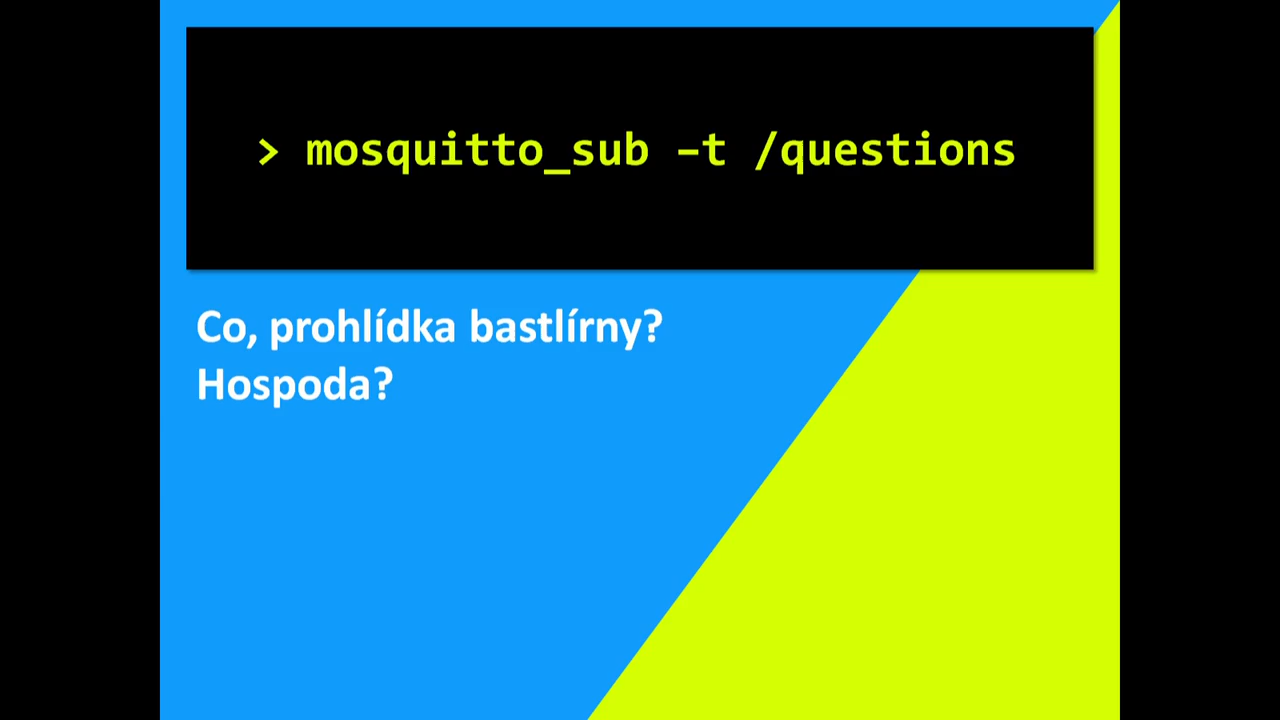 > mosquitto_sub –t /questions
Co, prohlídka bastlírny?
Hospoda?